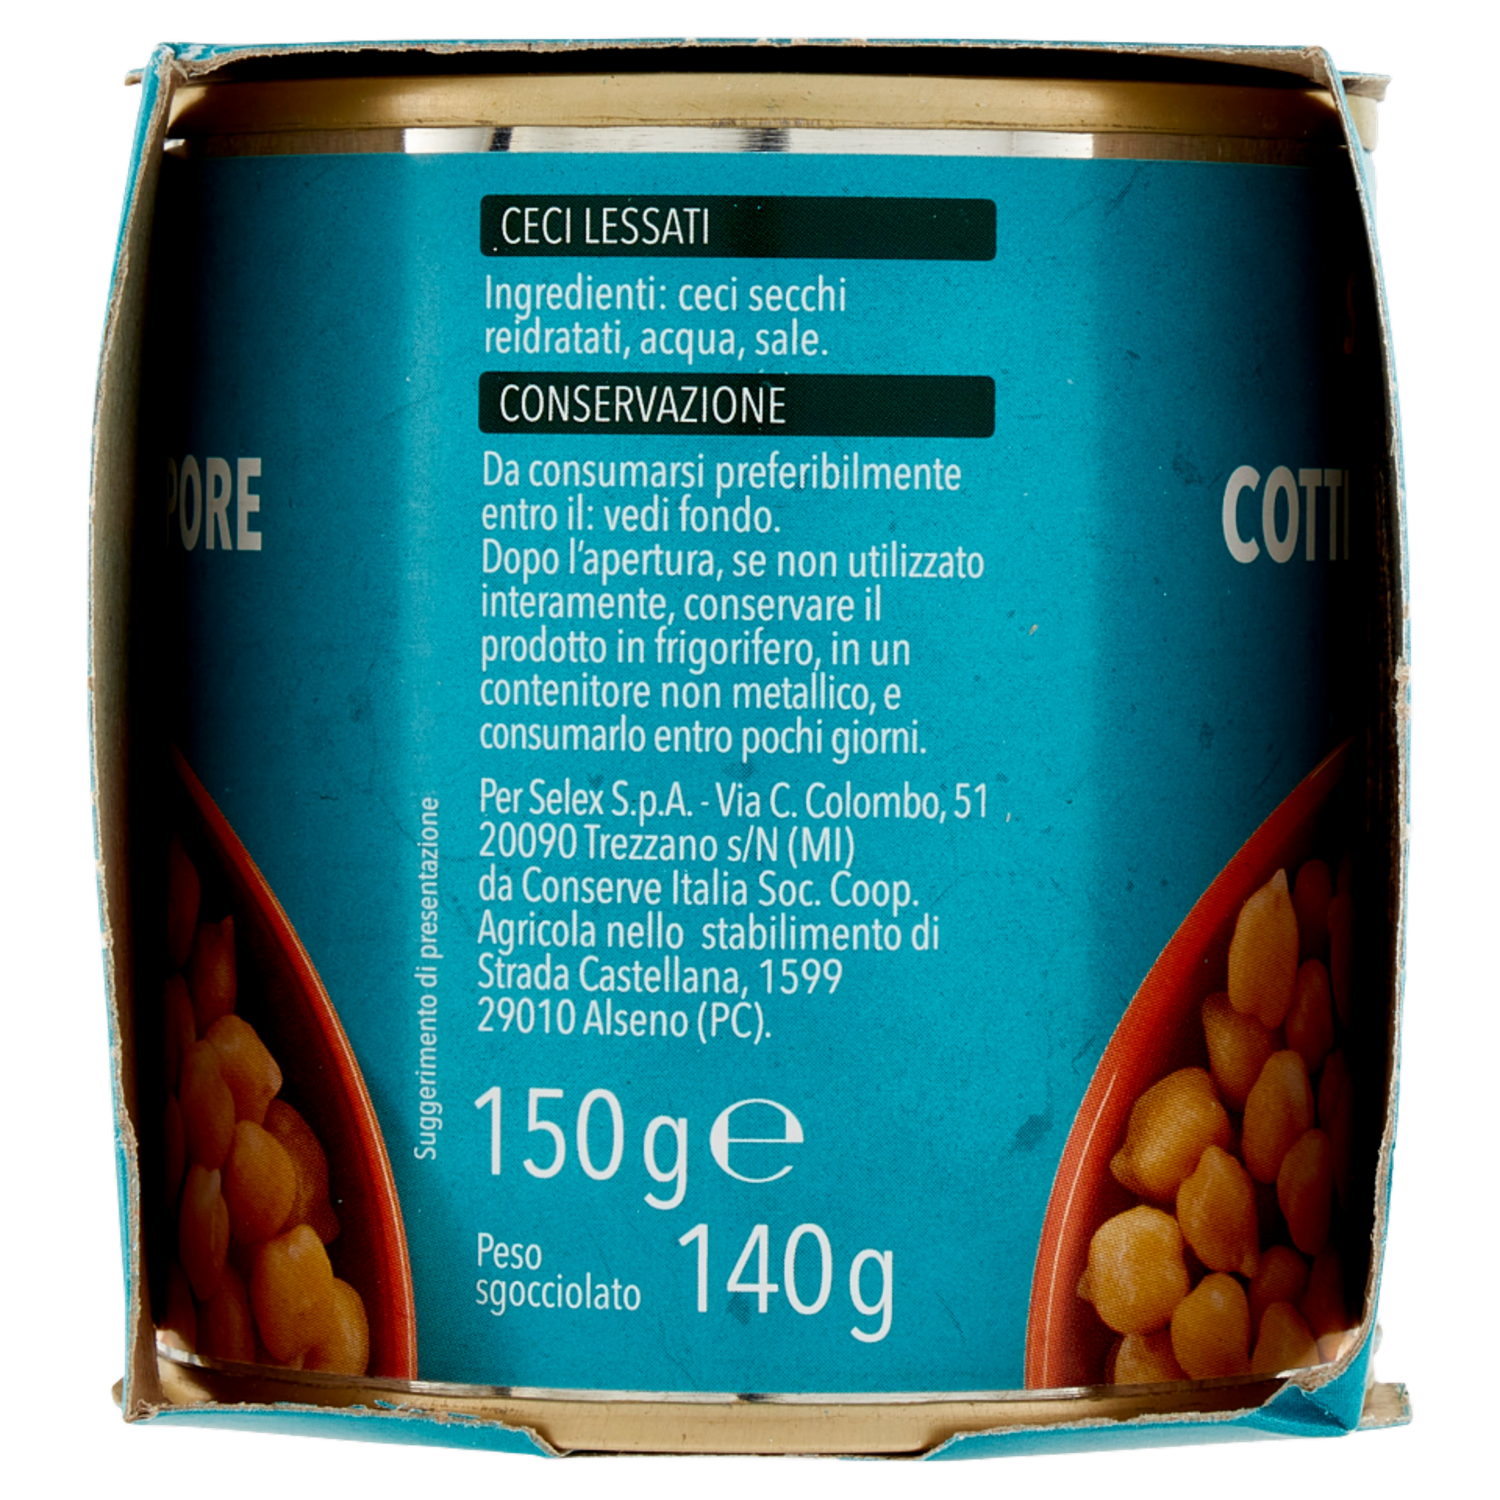 CECI LESSATI
Ingredienti: ceci secchi
reidratati, acqua, sale.
CONSERVAZIONE
Da consumarsi preferibilmente
entro il: vedi fondo.
Dopo l'apertura, se non utilizzato
interamente, conservare il
prodotto in frigorifero, in un
contenitore non metallico, e
consumarlo entro pochi giorni.
Per Selex S.p.A. - Via C. Colombo, 51
20090 Trezzano s/N (MI)
da Conserve Italia Soc. Coop.
Agricola nello stabilimento di
Strada Castellana, 1599
29010 Alseno (PC).
150 g ℮
Peso
sgocciolato 140 g
Suggerimento di presentazione
PORE
COTTI